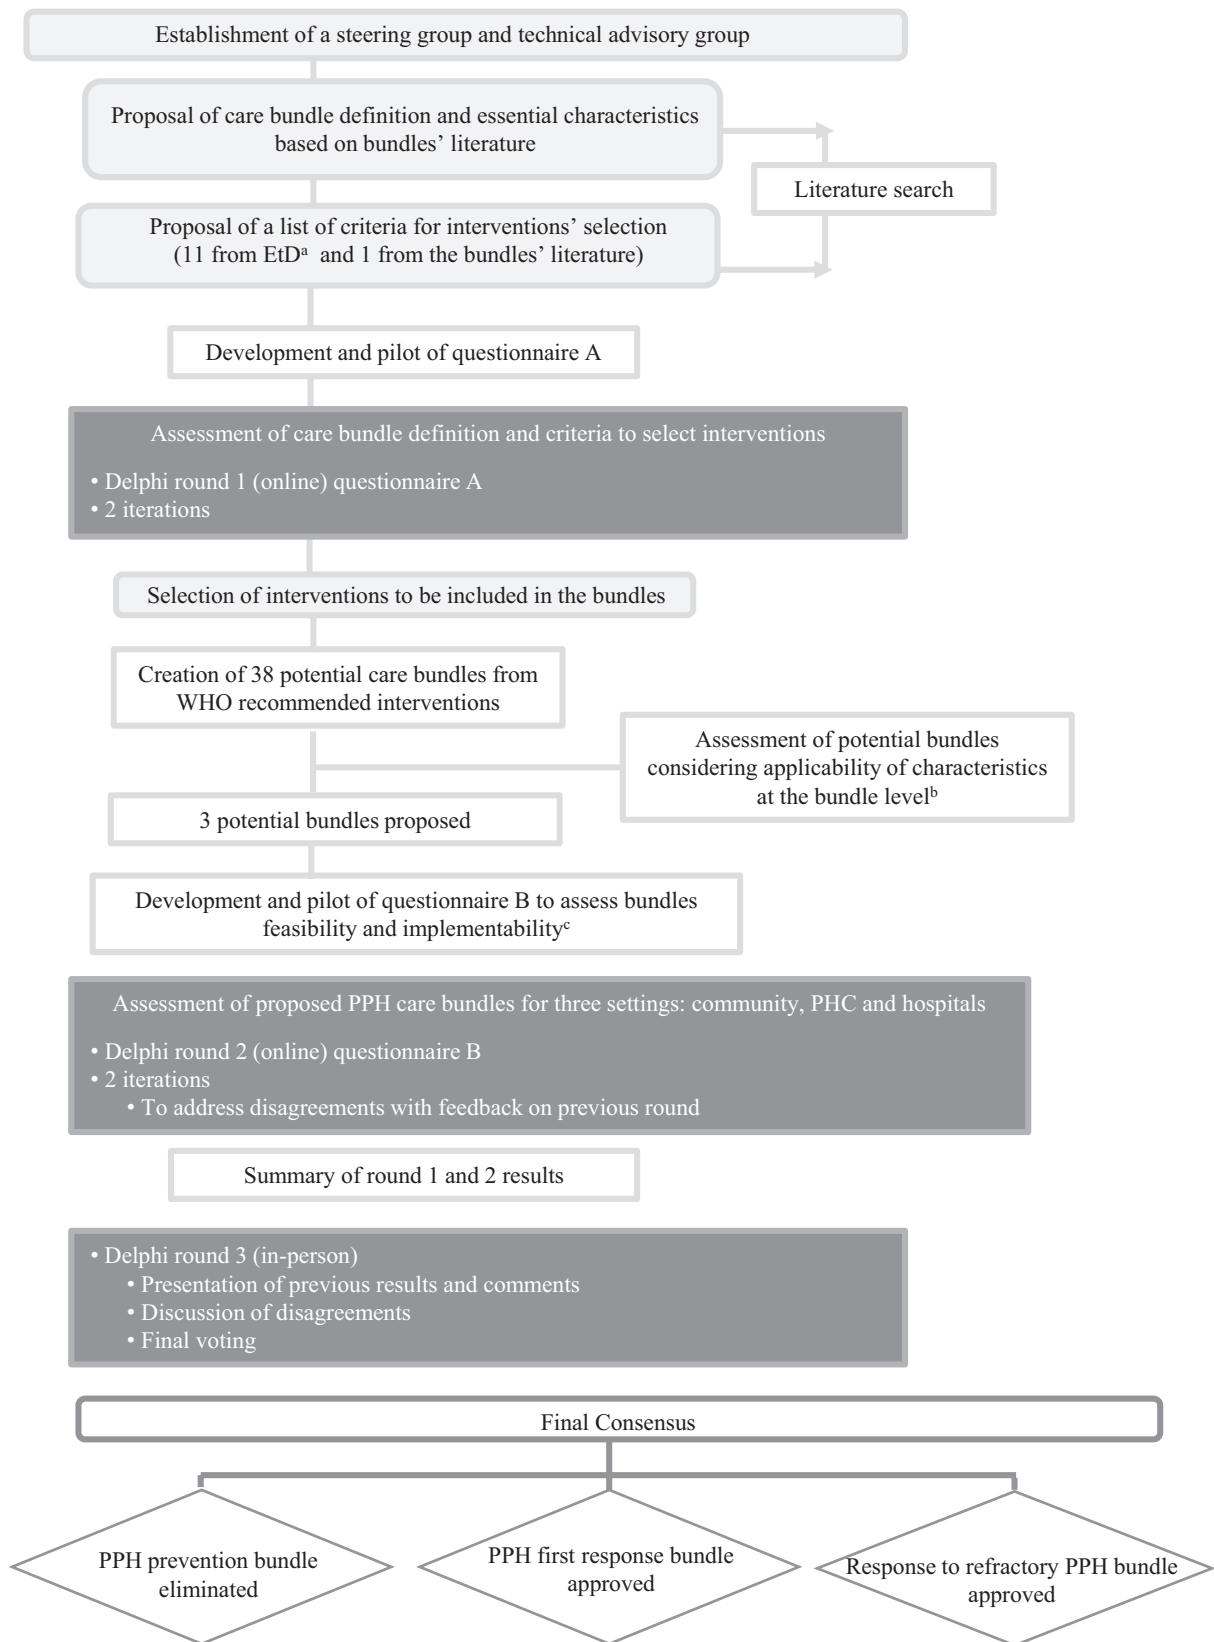 Establishment of a steering group and technical advisory group
Proposal of care bundle definition and essential characteristics
based on bundles’ literature
Literature search
Proposal of a list of criteria for interventions’ selection
(11 from EtDᵃ and 1 from the bundles’ literature)
Development and pilot of questionnaire A
Assessment of care bundle definition and criteria to select interventions
• Delphi round 1 (online) questionnaire A
• 2 iterations
Selection of interventions to be included in the bundles
Creation of 38 potential care bundles from
WHO recommended interventions
Assessment of potential bundles
considering applicability of characteristics
at the bundle levelᵇ
3 potential bundles proposed
Development and pilot of questionnaire B to assess bundles
feasibility and implementabilityᶜ
Assessment of proposed PPH care bundles for three settings: community, PHC and hospitals
• Delphi round 2 (online) questionnaire B
• 2 iterations
• To address disagreements with feedback on previous round
Summary of round 1 and 2 results
• Delphi round 3 (in-person)
• Presentation of previous results and comments
• Discussion of disagreements
• Final voting
Final Consensus
PPH prevention bundle
eliminated
PPH first response bundle
approved
Response to refractory PPH bundle
approved